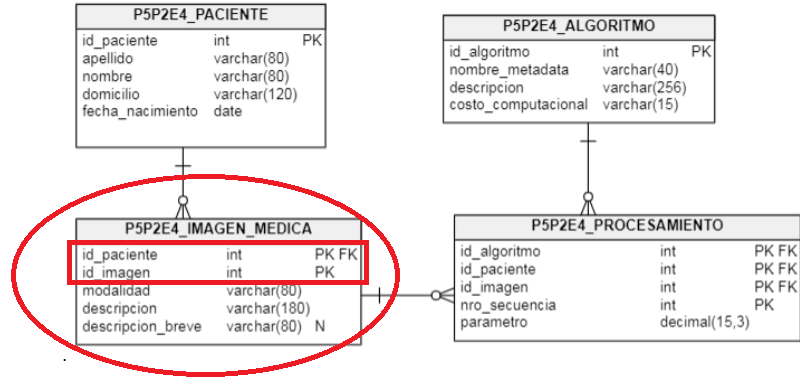 P5P2E4_PACIENTE
id_paciente int PK
apellido varchar(80)
nombre varchar(80)
domicilio varchar(120)
fecha_nacimiento date
P5P2E4_ALGORITMO
id_algoritmo int PK
nombre_metadata varchar(40)
descripcion varchar(256)
costo_computacional varchar(15)
P5P2E4_IMAGEN_MEDICA
id_paciente int PK FK
id_imagen int PK
modalidad varchar(80)
descripcion varchar(180)
descripcion_breve varchar(80) N
P5P2E4_PROCESAMIENTO
id_algoritmo int PK FK
id_paciente int PK FK
id_imagen int PK FK
nro_secuencia int PK
parametro decimal(15,3)